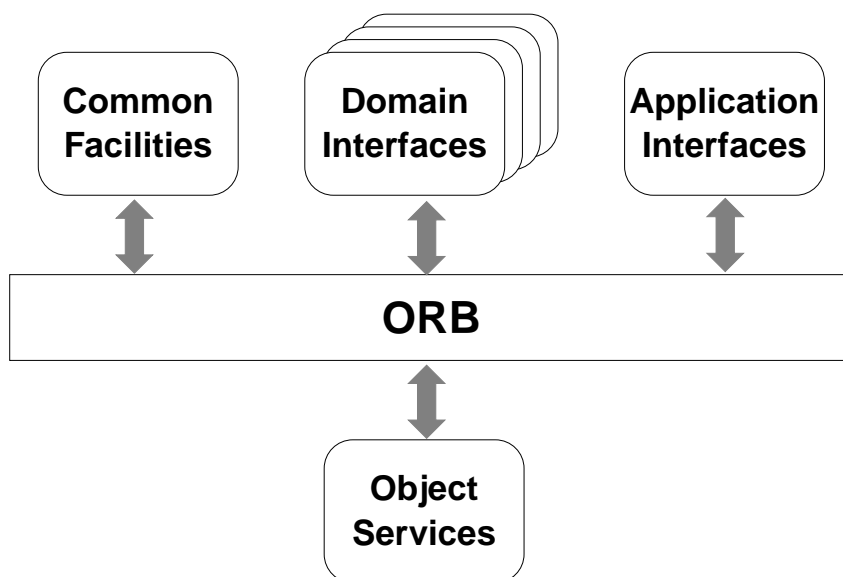 Common
Facilities
Domain
Interfaces
Application
Interfaces
ORB
Object
Services